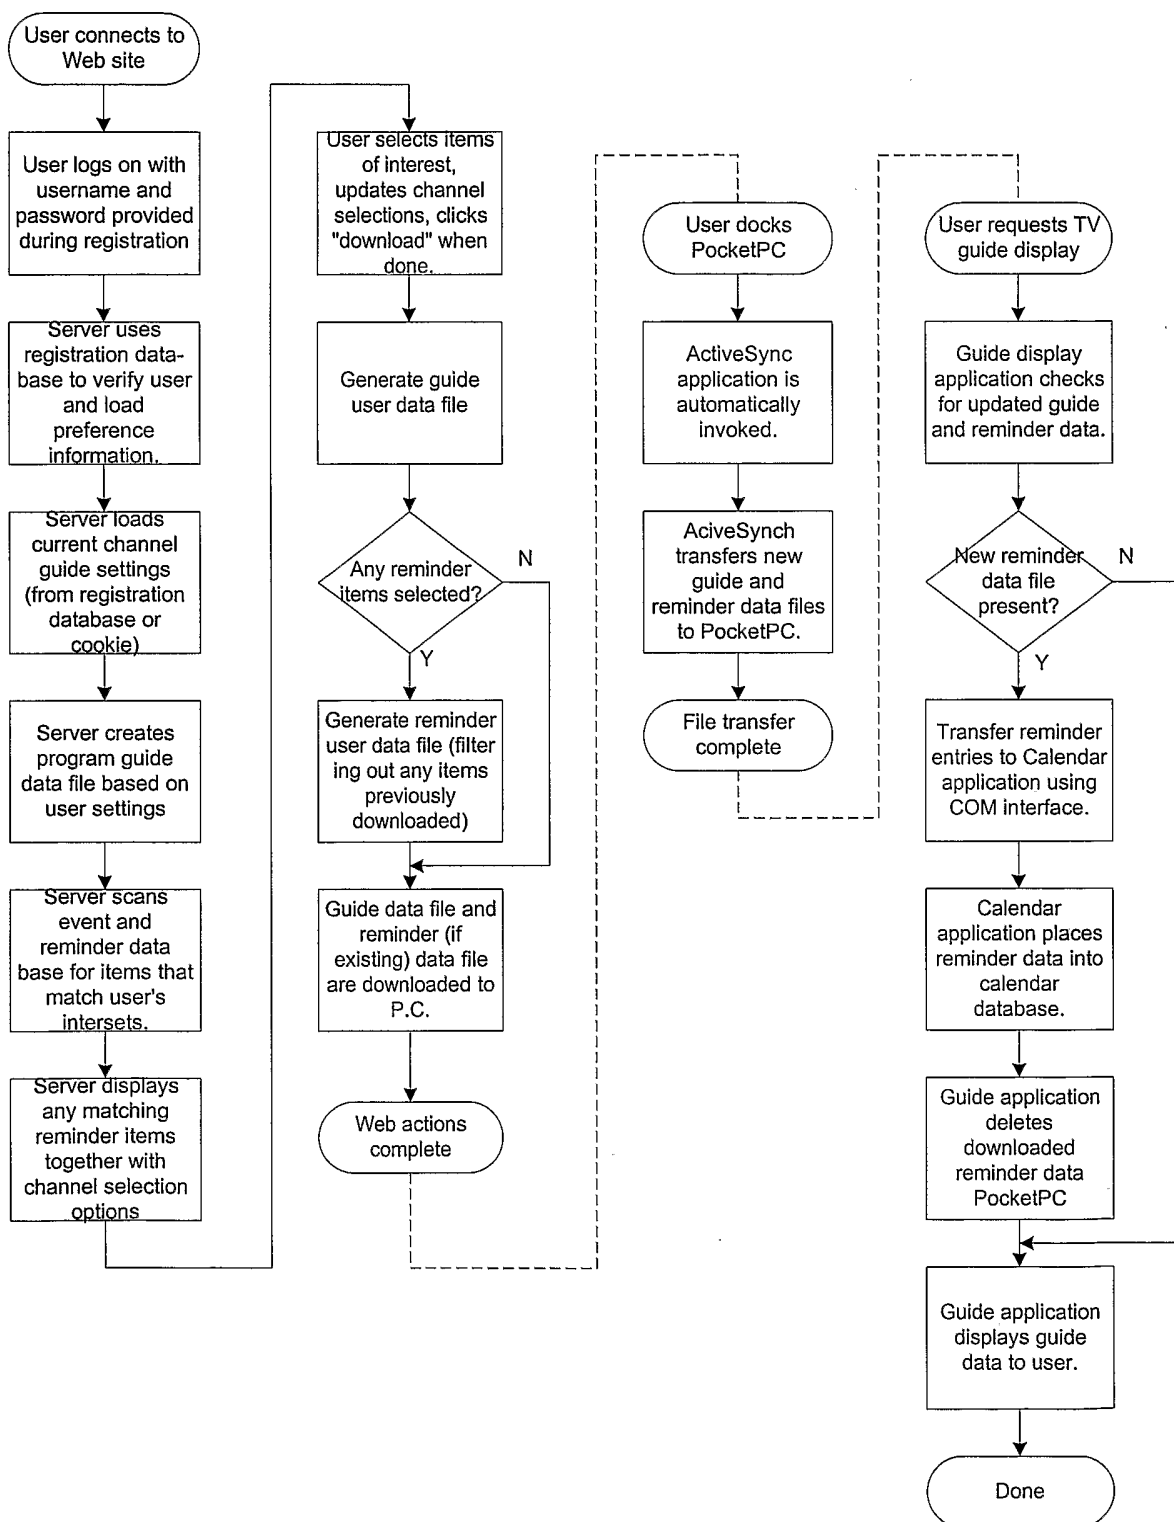 User connects to
Web site
User logs on with
username and
password provided
during registration
Server uses
registration data-
base to verify user
and load
preference
information.
Server loads
current channel
guide settings
(from registration
database or
cookie)
Server creates
program guide
data file based on
user settings
Server scans
event and
reminder data
base for items that
match user's
intersets.
Server displays
any matching
reminder items
together with
channel selection
options
User selects items
of interest,
updates channel
selections, clicks
"download" when
done.
Generate guide
user data file
Any reminder
items selected?
N
Y
Generate reminder
user data file (filter
ing out any items
previously
downloaded)
Guide data file and
reminder (if
existing) data file
are downloaded to
P.C.
Web actions
complete
User docks
PocketPC
ActiveSync
application is
automatically
invoked.
AciveSynch
transfers new
guide and
reminder data files
to PocketPC.
File transfer
complete
User requests TV
guide display
Guide display
application checks
for updated guide
and reminder data.
New reminder
data file
present?
N
Y
Transfer reminder
entries to Calendar
application using
COM interface.
Calendar
application places
reminder data into
calendar
database.
Guide application
deletes
downloaded
reminder data
PocketPC
Guide application
displays guide
data to user.
Done